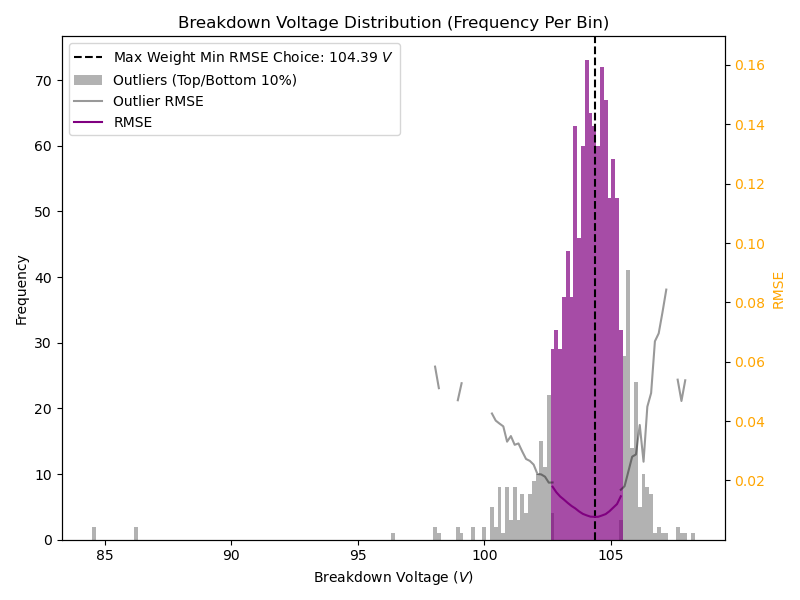 Breakdown Voltage Distribution (Frequency Per Bin)
Max Weight Min RMSE Choice: 104.39 V
Outliers (Top/Bottom 10%)
Outlier RMSE
RMSE
Frequency
70
60
50
40
30
20
10
0
0.16
0.14
0.12
0.10
0.08
0.06
0.04
0.02
RMSE
85
90
95
100
105
Breakdown Voltage (V)